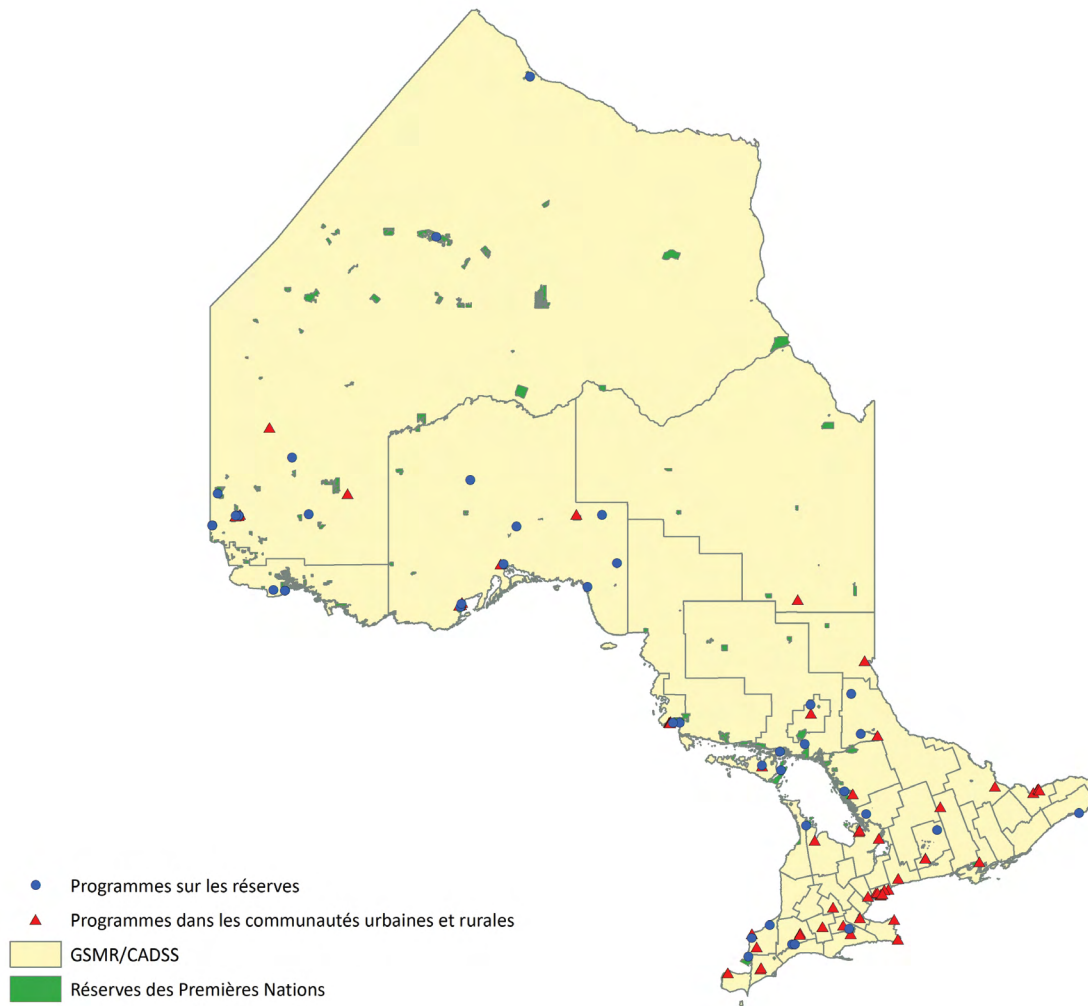 Programmes sur les réserves
Programmes dans les communautés urbaines et rurales
GSMR/CADSS
Réserves des Premières Nations